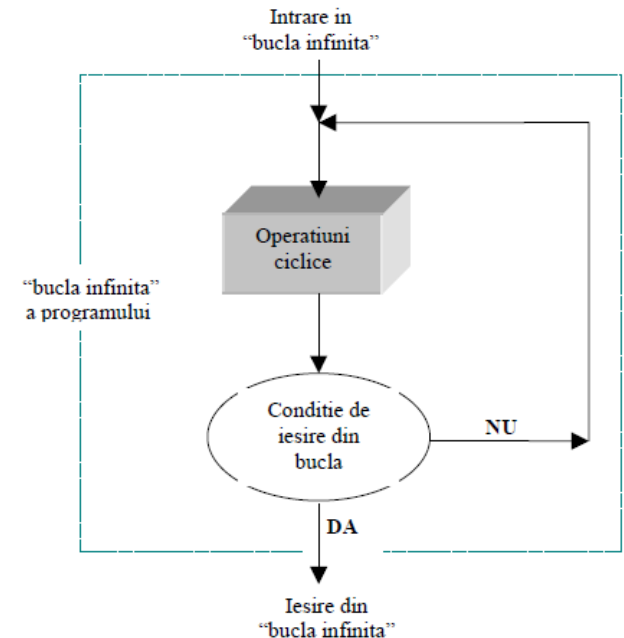 Intrare in
“bucla infinita”
Operatiuni
ciclice
“bucla infinita”
a programului
Conditie de
iesire din
bucla
NU
DA
Iesire din
“bucla infinita”